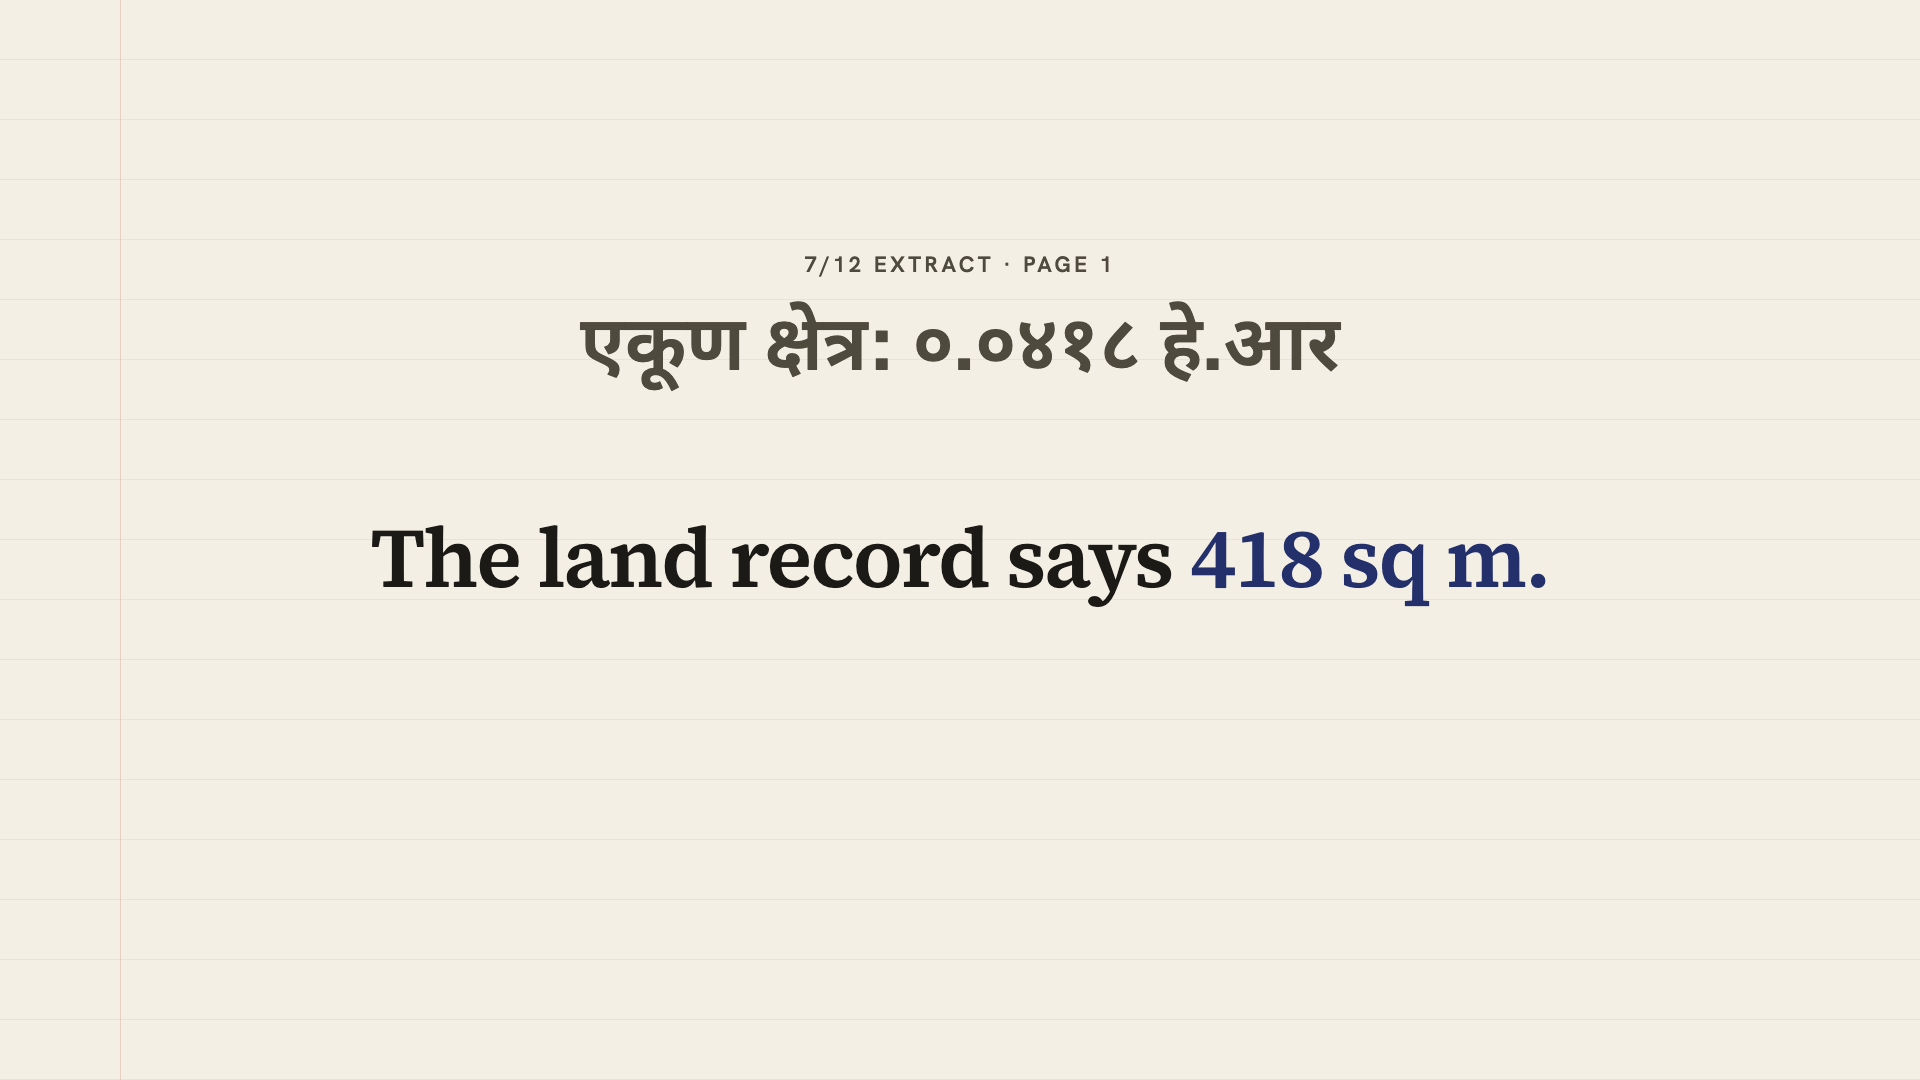 7/12 EXTRACT · PAGE 1
एकूण क्षेत्र: ०.०४१८ हे.आर
The land record says 418 sq m.